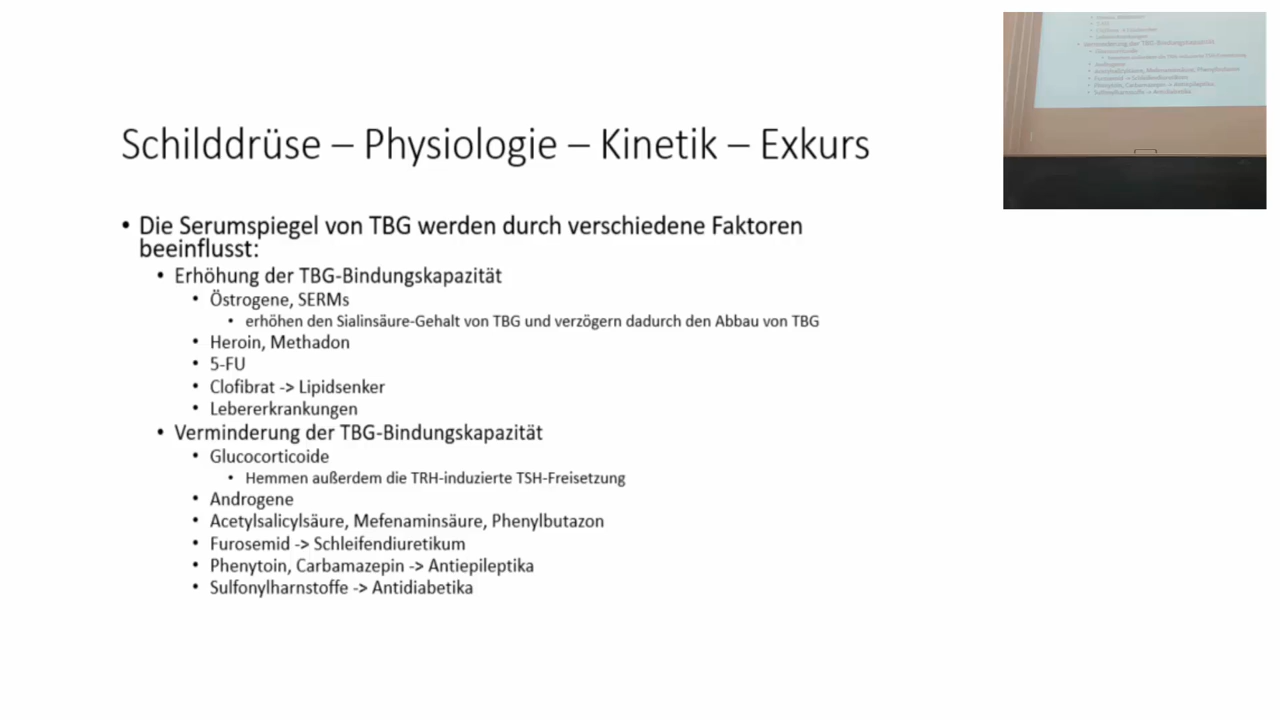 Schilddrüse – Physiologie – Kinetik – Exkurs
• Die Serumspiegel von TBG werden durch verschiedene Faktoren
beeinflusst:
• Erhöhung der TBG-Bindungskapazität
• Östrogene, SERMs
• erhöhen den Sialinsäure-Gehalt von TBG und verzögern dadurch den Abbau von TBG
• Heroin, Methadon
• 5-FU
• Clofibrat -> Lipidsenker
• Lebererkrankungen
• Verminderung der TBG-Bindungskapazität
• Glucocorticoide
• Hemmen außerdem die TRH-induzierte TSH-Freisetzung
• Androgene
• Acetylsalicylsäure, Mefenaminsäure, Phenylbutazon
• Furosemid -> Schleifendiuretikum
• Phenytoin, Carbamazepin -> Antiepileptika
• Sulfonylharnstoffe -> Antidiabetika